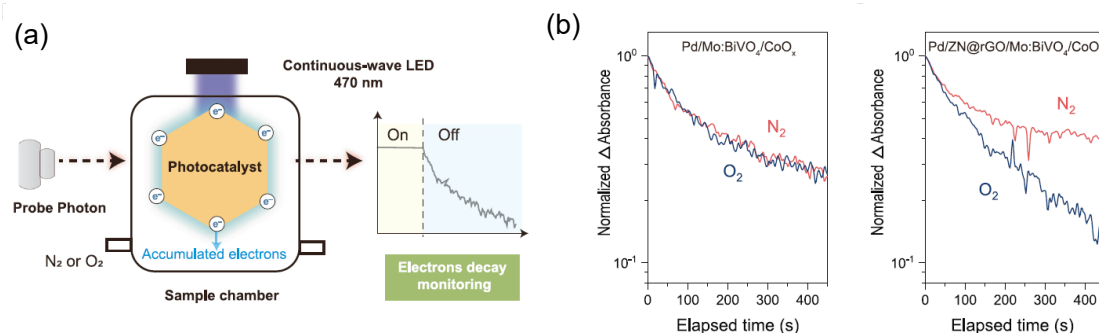 (a)
Continuous-wave LED
470 nm
On
Off
e⁻
e⁻
e⁻
e⁻
e⁻
e⁻
Photocatalyst
Probe Photon
Accumulated electrons
N₂ or O₂
Sample chamber
Electrons decay
monitoring
(b)
Pd/Mo:BiVO₄/CoOₓ
Normalized △Absorbance
10⁰
10⁻¹
N₂
O₂
0 100 200 300 400
Elapsed time (s)
Pd/ZN@rGO/Mo:BiVO₄/CoO
Normalized △Absorbance
10⁰
10⁻¹
N₂
O₂
0 100 200 300 400
Elapsed time (s)